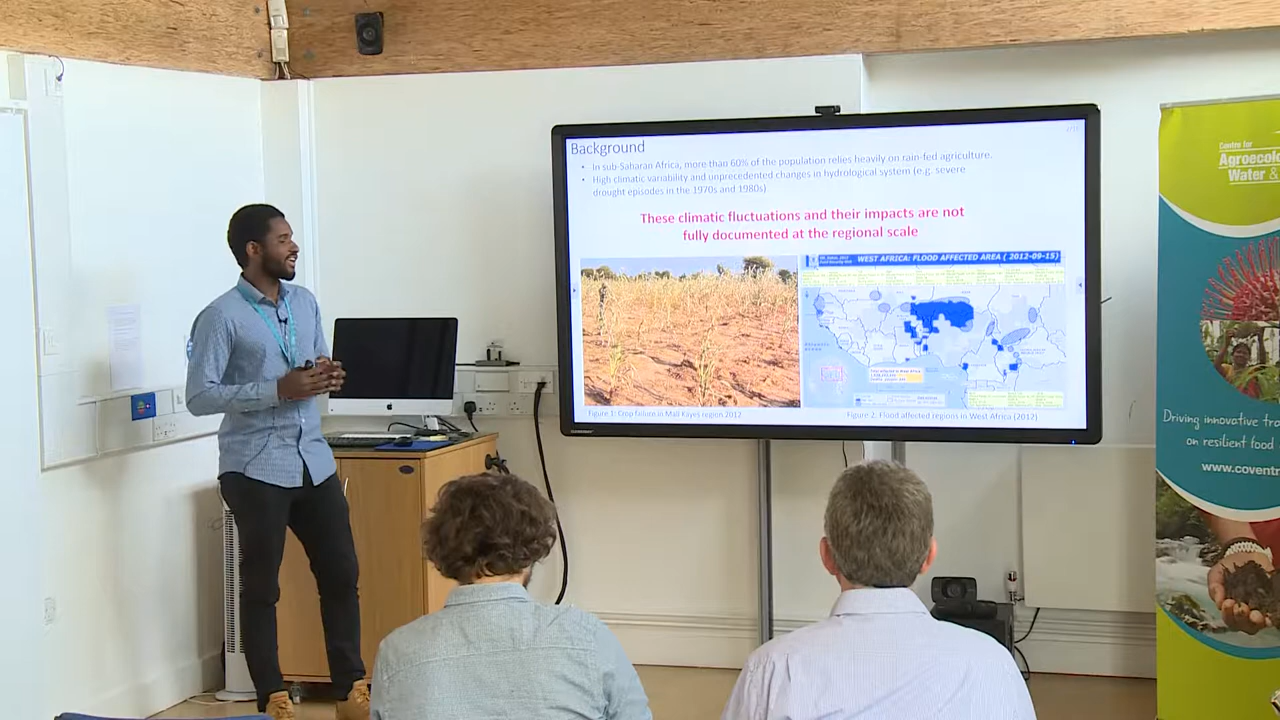 Background
• In sub-Saharan Africa, more than 60% of the population relies heavily on rain-fed agriculture.
• High climatic variability and unprecedented changes in hydrological system (e.g. severe
drought episodes in the 1970s and 1980s)
These climatic fluctuations and their impacts are not
fully documented at the regional scale
WEST AFRICA: FLOOD AFFECTED AREA ( 2012-09-15)
Figure 1: Crop failure in Mali Kayes region 2012
Figure 2: Flood affected regions in West Africa (2012)
Centre for
Agroecol
Water &
Driving innovative tra
on resilient food
www.coventr